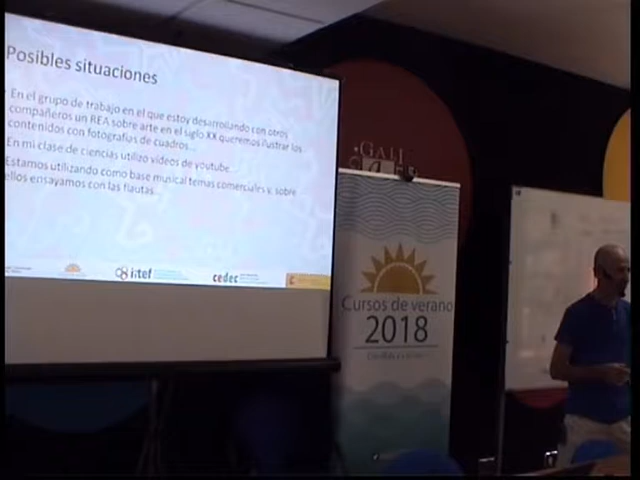 Posibles situaciones
En el grupo de trabajo en el que estoy desarrollando con otros
compañeros un REA sobre arte en el siglo XX queremos ilustrar los
contenidos con fotografías de cuadros...
En mi clase de ciencias utilizo vídeos de youtube...
Estamos utilizando como base musical temas comerciales y, sobre
ellos ensayamos con las flautas...
intef
cedec
GALI
Cursos de verano
2018